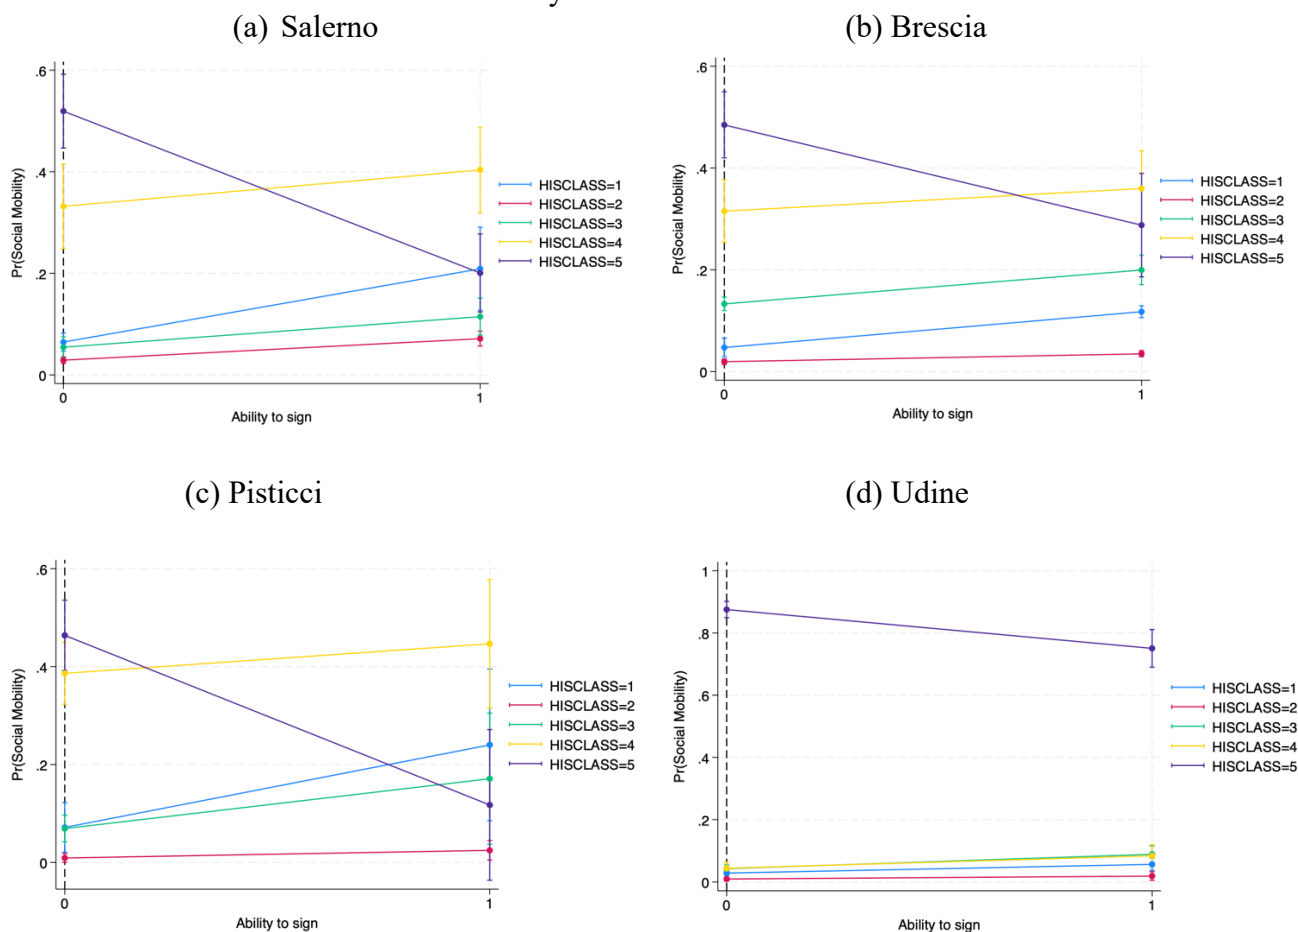 (a) Salerno
.6
.4
.2
0
Pr(Social Mobility)
0 1
Ability to sign
HISCLASS=1
HISCLASS=2
HISCLASS=3
HISCLASS=4
HISCLASS=5
(b) Brescia
.6
.4
.2
0
Pr(Social Mobility)
0 1
Ability to sign
HISCLASS=1
HISCLASS=2
HISCLASS=3
HISCLASS=4
HISCLASS=5
(c) Pisticci
.6
.4
.2
0
Pr(Social Mobility)
0 1
Ability to sign
HISCLASS=1
HISCLASS=2
HISCLASS=3
HISCLASS=4
HISCLASS=5
(d) Udine
1
.8
.6
.4
.2
0
Pr(Social Mobility)
0 1
Ability to sign
HISCLASS=1
HISCLASS=2
HISCLASS=3
HISCLASS=4
HISCLASS=5